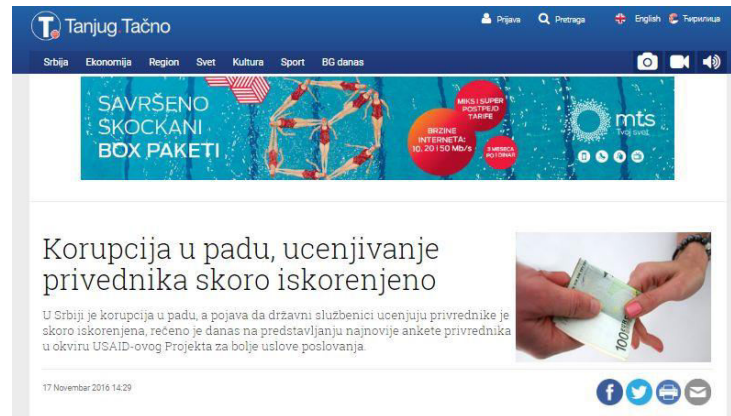 Tanjug.Tačno
Prijava Pretraga English Ћирилица
Srbija Ekonomija Region Svet Kultura Sport BG danas
SAVRŠENO
SKOCKANI
BOX PAKETI
MIKS I SUPER
POSTPEJD
TARIFE
BRZINE
INTERNETA:
10, 20 I 50 Mb/s
3 MESECA
PO 1 DINAR
mts
Tvoj svet
Korupcija u padu, ucenjivanje
privednika skoro iskorenjeno
U Srbiji je korupcija u padu, a pojava da državni službenici ucenjuju privrednike je
skoro iskorenjena, rečeno je danas na predstavljanju najnovije ankete privrednika
u okviru USAID-ovog Projekta za bolje uslove poslovanja.
100 EURO
17 Novembar 2016 14:29